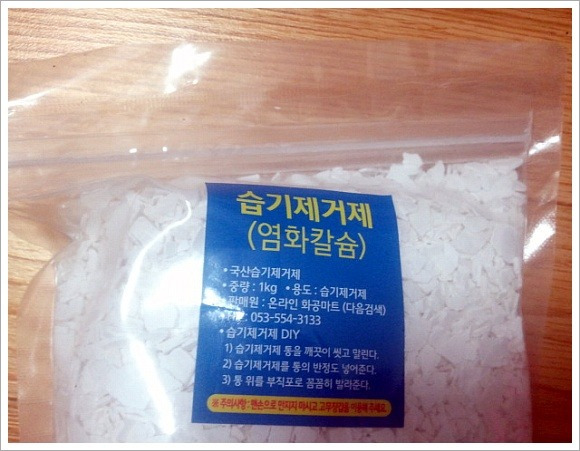 습기제거제
(염화칼슘)
• 국산습기제거제
• 중량 : 1kg • 용도 : 습기제거제
• 판매원 : 온라인 화공마트 (다음검색)
053-554-3133
• 습기제거제 DIY
1) 습기제거제 통을 깨끗이 씻고 말린다.
2) 습기제거제를 통의 반정도 넣어준다.
3) 통 위를 부직포로 꼼꼼히 발라준다.
※ 주의사항 : 맨손으로 만지지 마시고 고무장갑을 이용해 주세요.